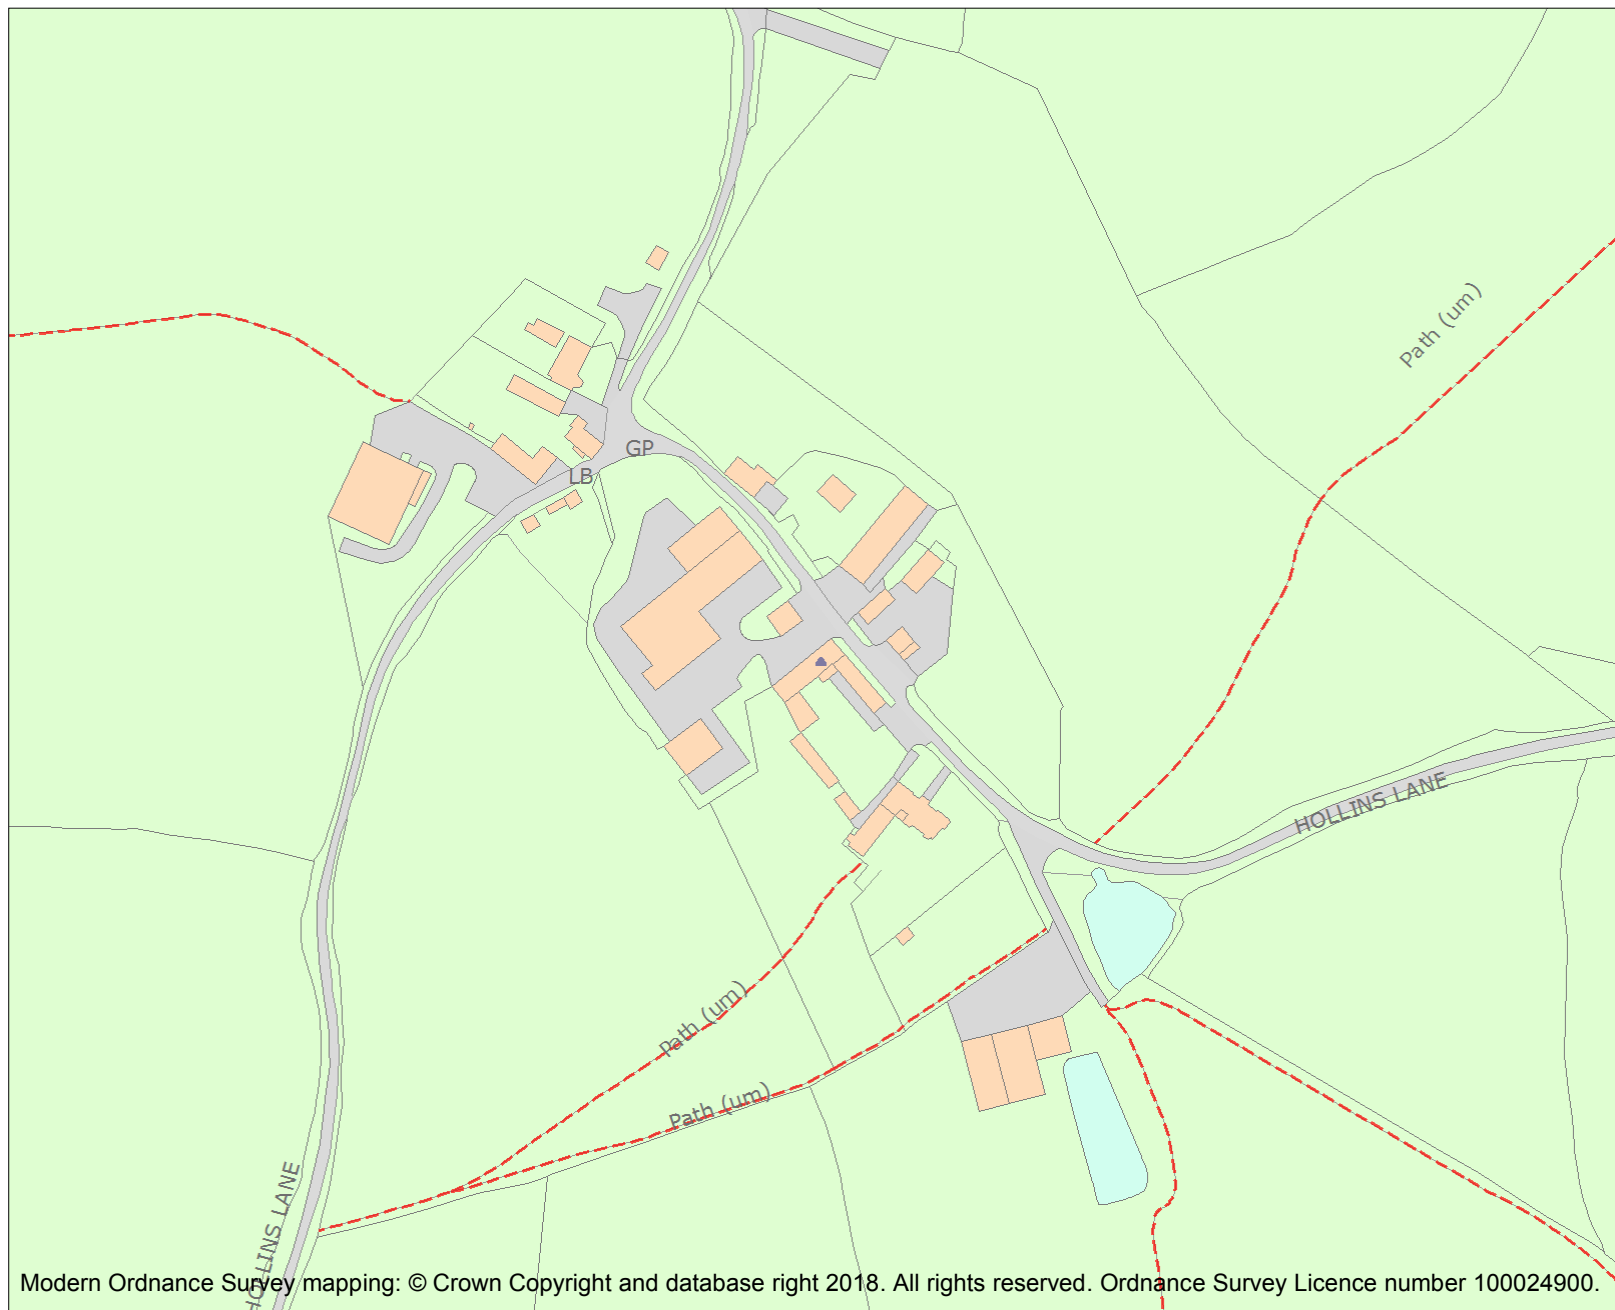 Path (um)
GP
LB
HOLLINS LANE
Path (um)
Path (um)
HOLLINS LANE
Modern Ordnance Survey mapping: © Crown Copyright and database right 2018. All rights reserved. Ordnance Survey Licence number 100024900.